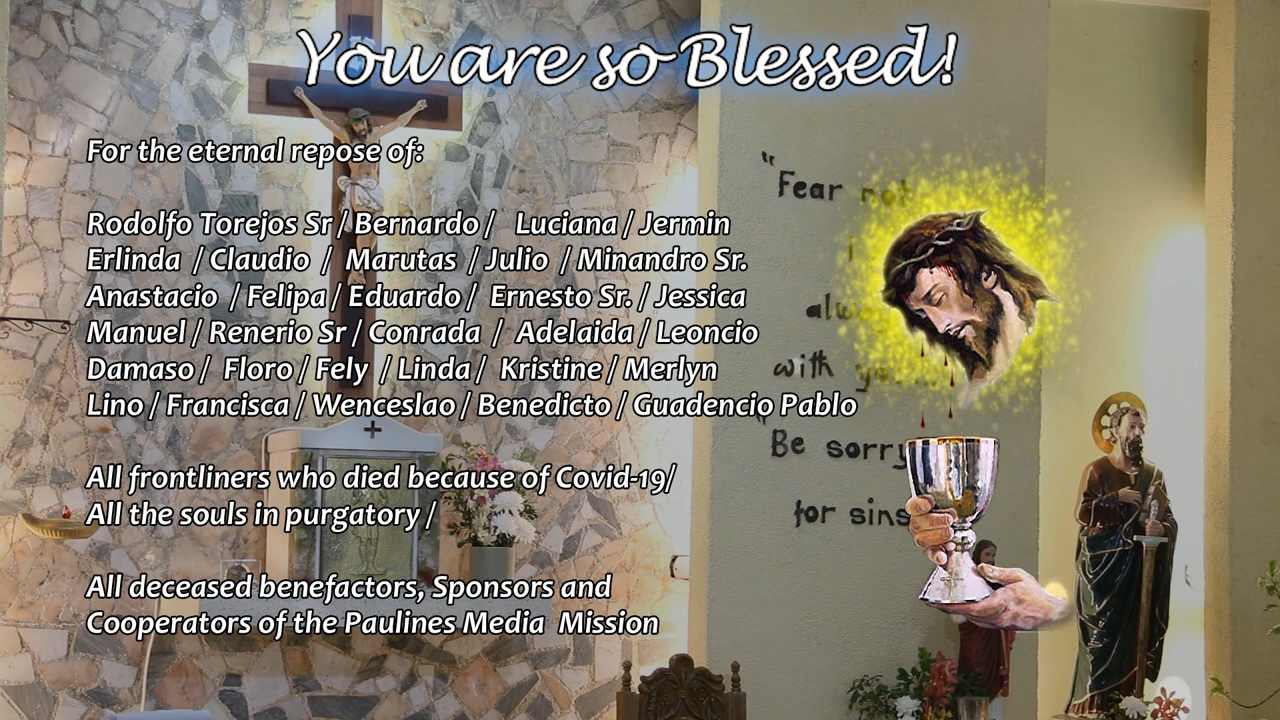 You are so Blessed!
For the eternal repose of:
Rodolfo Torejos Sr / Bernardo / Luciana / Jermin
Erlinda / Claudio / Marutas / Julio / Minandro Sr.
Anastacio / Felipa / Eduardo / Ernesto Sr. / Jessica
Manuel / Renerio Sr / Conrada / Adelaida / Leoncio
Damaso / Floro / Fely / Linda / Kristine / Merlyn
Lino / Francisca / Wenceslao / Benedicto / Guadencio Pablo
All frontliners who died because of Covid-19/
All the souls in purgatory /
All deceased benefactors, Sponsors and
Cooperators of the Paulines Media Mission
"Fear not
with
"Be sorry
for sins